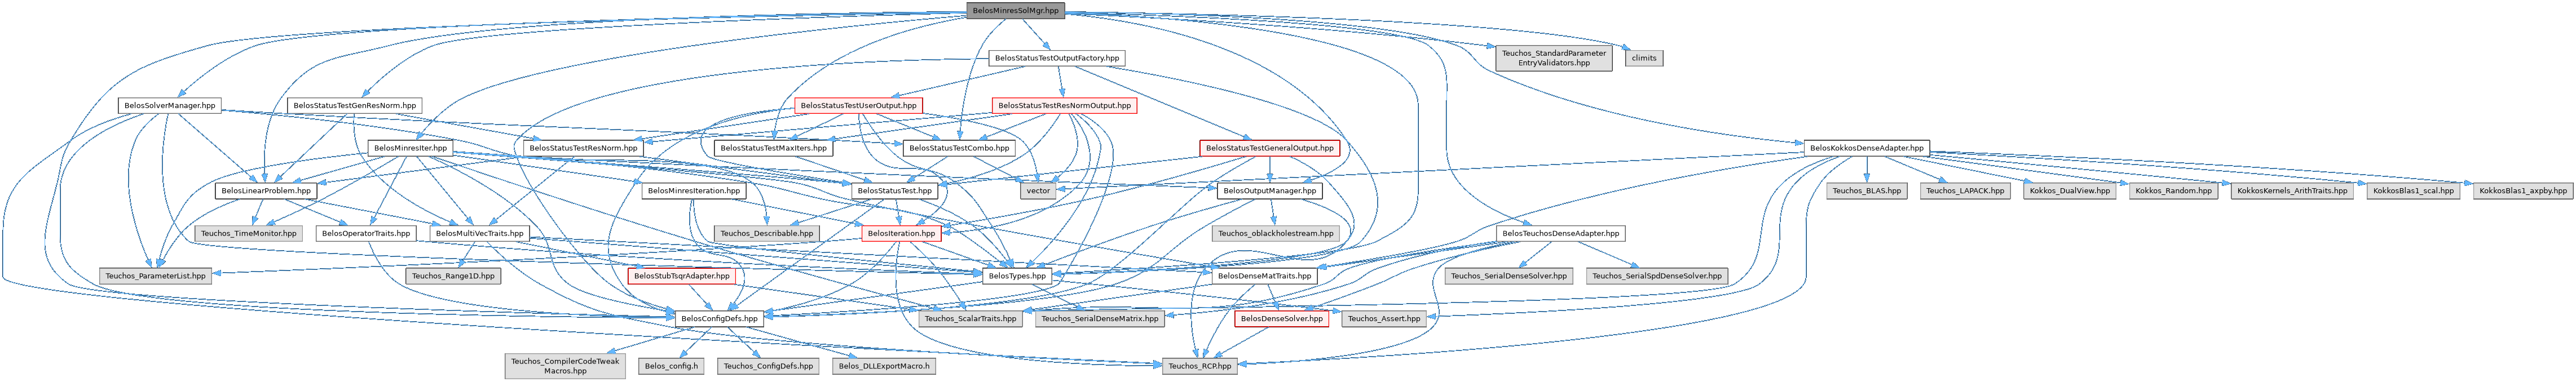 BelosMinresSolMgr.hpp
BelosStatusTestOutputFactory.hpp
Teuchos_StandardParameter
EntryValidators.hpp
climits
BelosSolverManager.hpp
BelosStatusTestGenResNorm.hpp
BelosStatusTestUserOutput.hpp
BelosStatusTestResNormOutput.hpp
BelosMinresIter.hpp
BelosStatusTestResNorm.hpp
BelosStatusTestMaxIters.hpp
BelosStatusTestCombo.hpp
BelosStatusTestGeneralOutput.hpp
BelosKokkosDenseAdapter.hpp
BelosLinearProblem.hpp
BelosMinresIteration.hpp
BelosStatusTest.hpp
vector
BelosOutputManager.hpp
Teuchos_BLAS.hpp
Teuchos_LAPACK.hpp
Kokkos_DualView.hpp
Kokkos_Random.hpp
KokkosKernels_ArithTraits.hpp
KokkosBlas1_scal.hpp
KokkosBlas1_axpby.hpp
Teuchos_TimeMonitor.hpp
BelosOperatorTraits.hpp
BelosMultiVecTraits.hpp
Teuchos_Describable.hpp
BelosIteration.hpp
Teuchos_oblackholestream.hpp
BelosTeuchosDenseAdapter.hpp
Teuchos_ParameterList.hpp
Teuchos_Range1D.hpp
BelosStubTsqrAdapter.hpp
BelosTypes.hpp
BelosDenseMatTraits.hpp
Teuchos_SerialDenseSolver.hpp
Teuchos_SerialSpdDenseSolver.hpp
BelosConfigDefs.hpp
Teuchos_ScalarTraits.hpp
Teuchos_SerialDenseMatrix.hpp
BelosDenseSolver.hpp
Teuchos_Assert.hpp
Teuchos_CompilerCodeTweak
Macros.hpp
Belos_config.h
Teuchos_ConfigDefs.hpp
Belos_DLLExportMacro.h
Teuchos_RCP.hpp